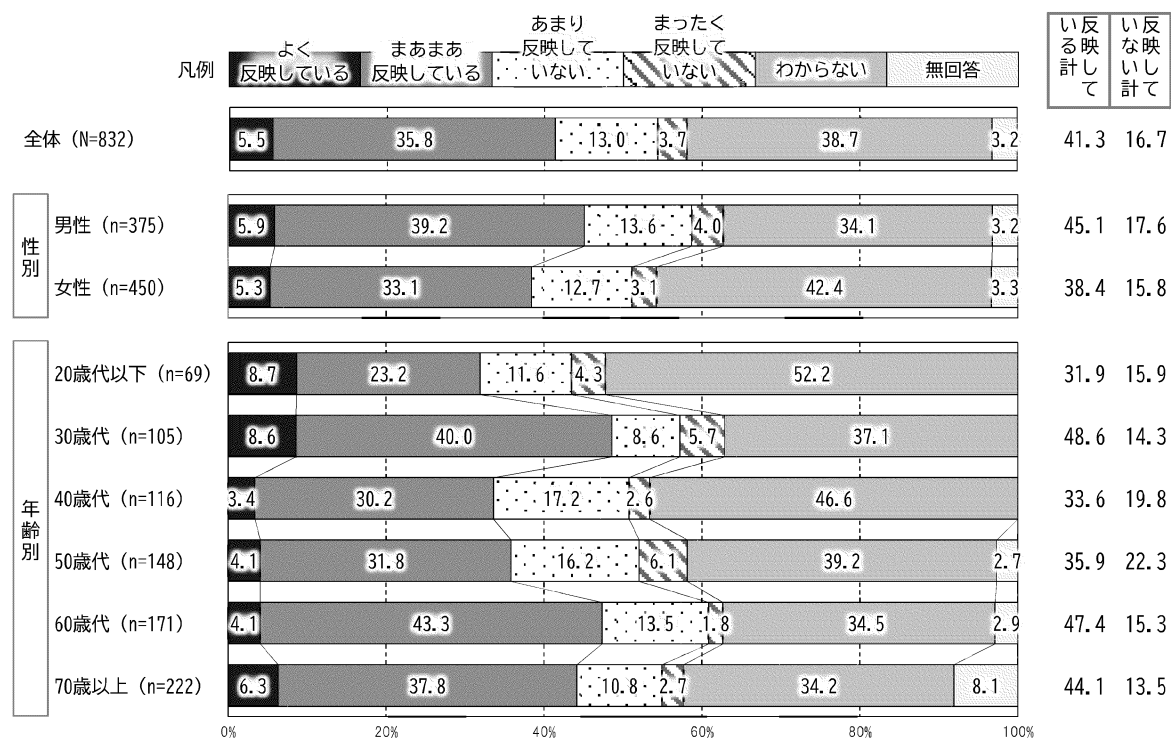 凡例
よく
反映している
まあまあ
反映している
あまり
反映して
いない
まったく
反映して
いない
わからない
無回答
反映して
いる計
反映して
いない計
全体 (N=832) 5.5 35.8 13.0 3.7 38.7 3.2 41.3 16.7
性別
男性 (n=375) 5.9 39.2 13.6 4.0 34.1 3.2 45.1 17.6
女性 (n=450) 5.3 33.1 12.7 3.1 42.4 3.3 38.4 15.8
年齢別
20歳代以下 (n=69) 8.7 23.2 11.6 4.3 52.2 31.9 15.9
30歳代 (n=105) 8.6 40.0 8.6 5.7 37.1 48.6 14.3
40歳代 (n=116) 3.4 30.2 17.2 2.6 46.6 33.6 19.8
50歳代 (n=148) 4.1 31.8 16.2 6.1 39.2 2.7 35.9 22.3
60歳代 (n=171) 4.1 43.3 13.5 1.8 34.5 2.9 47.4 15.3
70歳以上 (n=222) 6.3 37.8 10.8 2.7 34.2 8.1 44.1 13.5
0% 20% 40% 60% 80% 100%